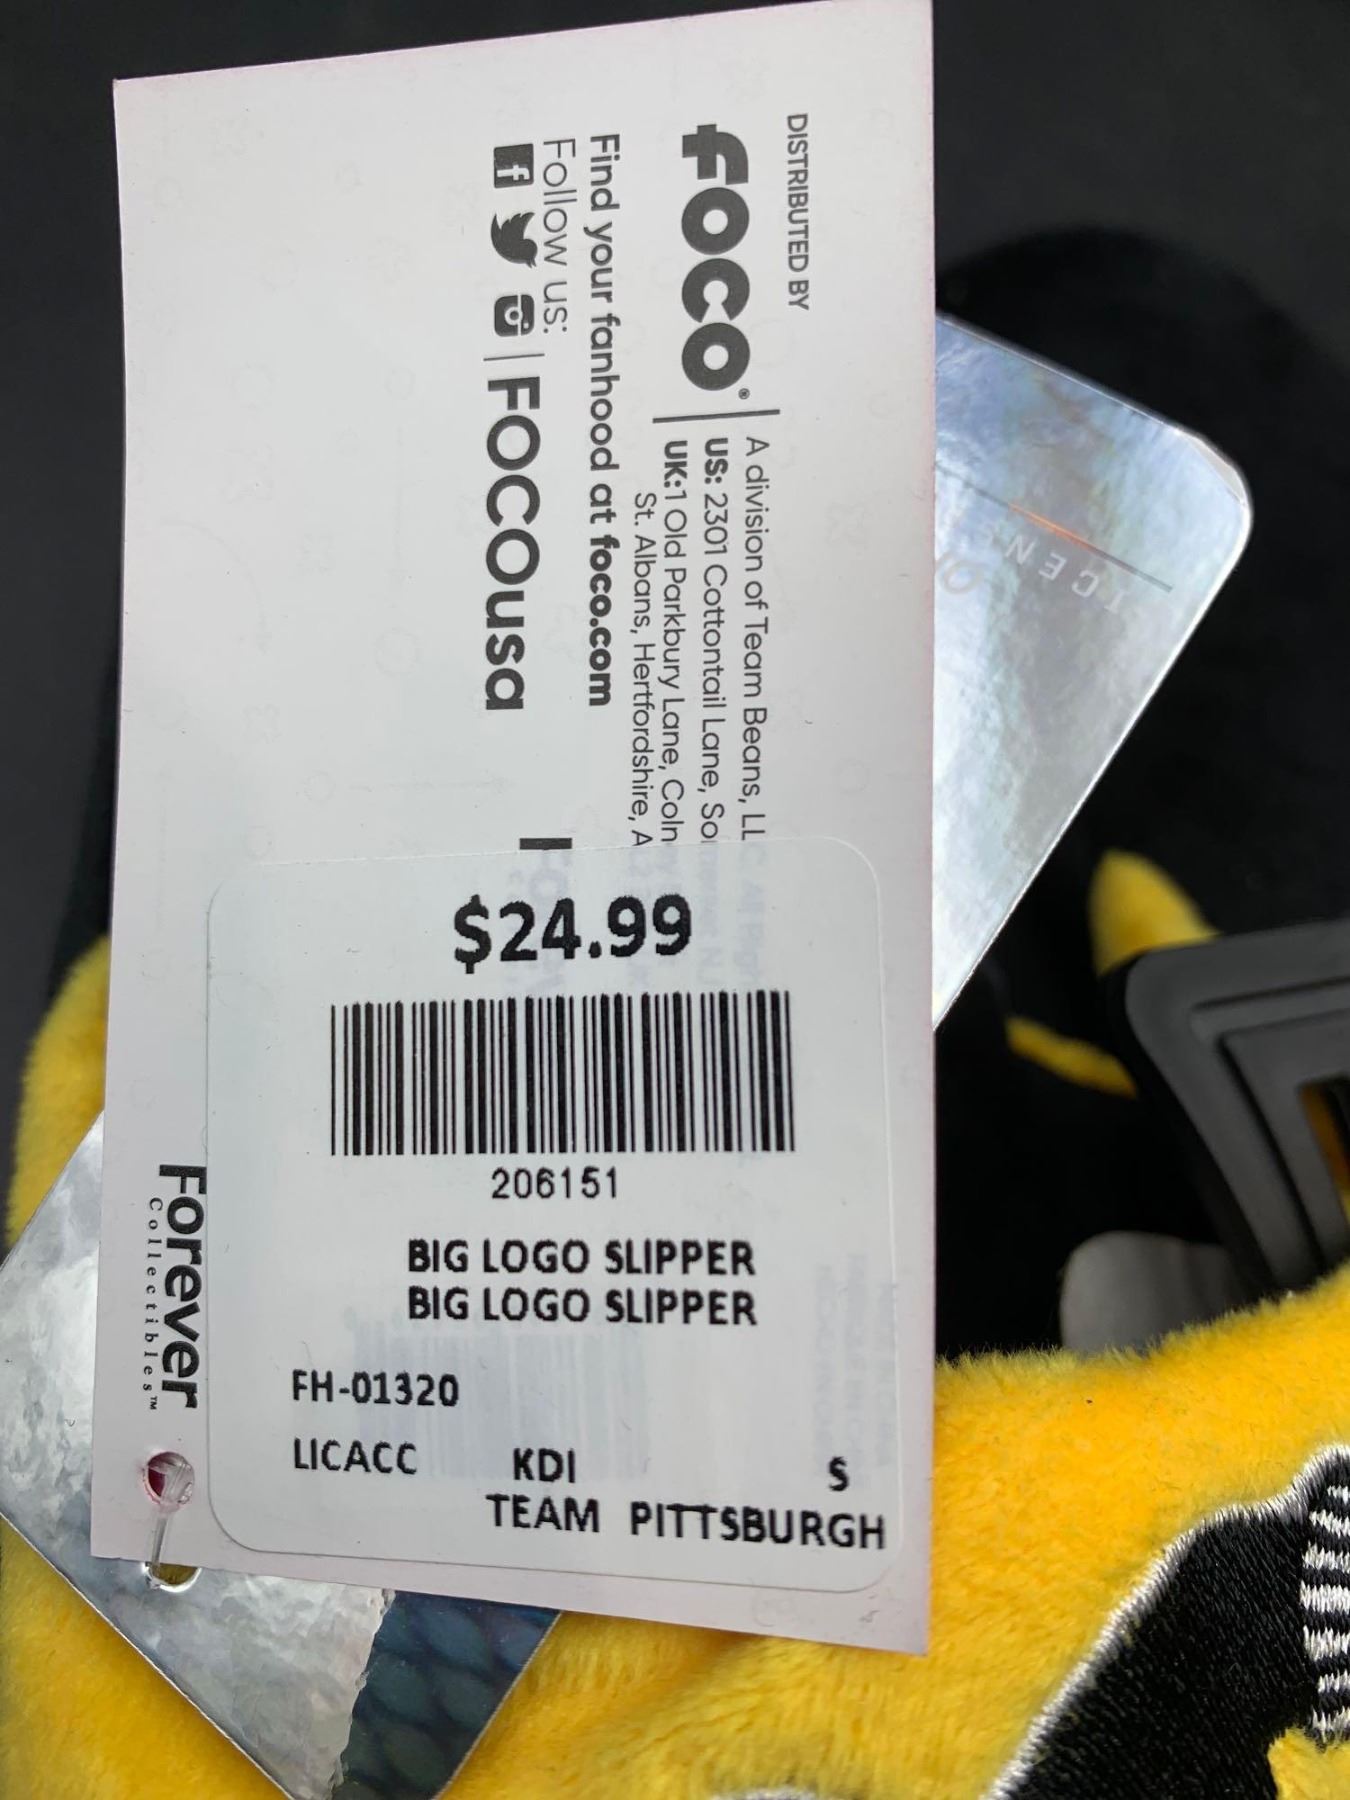 DISTRIBUTED BY
FOCO®
A division of Team Beans, LL
US: 2301 Cottontail Lane, So
UK:1 Old Parkbury Lane, Coln
St. Albans, Hertfordshire, A
Find your fanhood at foco.com
Follow us:
FOCOusa
$24.99
206151
BIG LOGO SLIPPER
BIG LOGO SLIPPER
FH-01320
LICACC KDI S
TEAM PITTSBURGH
Forever
Collectibles™